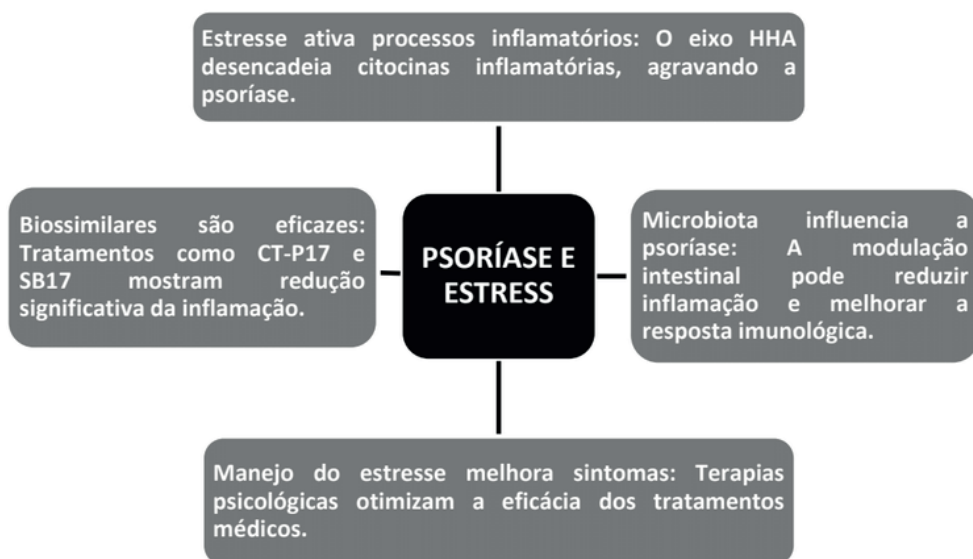 Estresse ativa processos inflamatórios: O eixo HHA
desencadeia citocinas inflamatórias, agravando a
psoríase.
Biossimilares são eficazes:
Tratamentos como CT-P17 e
SB17 mostram redução
significativa da inflamação.
PSORÍASE E
ESTRESS
Microbiota influencia a
psoríase: A modulação
intestinal pode reduzir
inflamação e melhorar a
resposta imunológica.
Manejo do estresse melhora sintomas: Terapias
psicológicas otimizam a eficácia dos tratamentos
médicos.